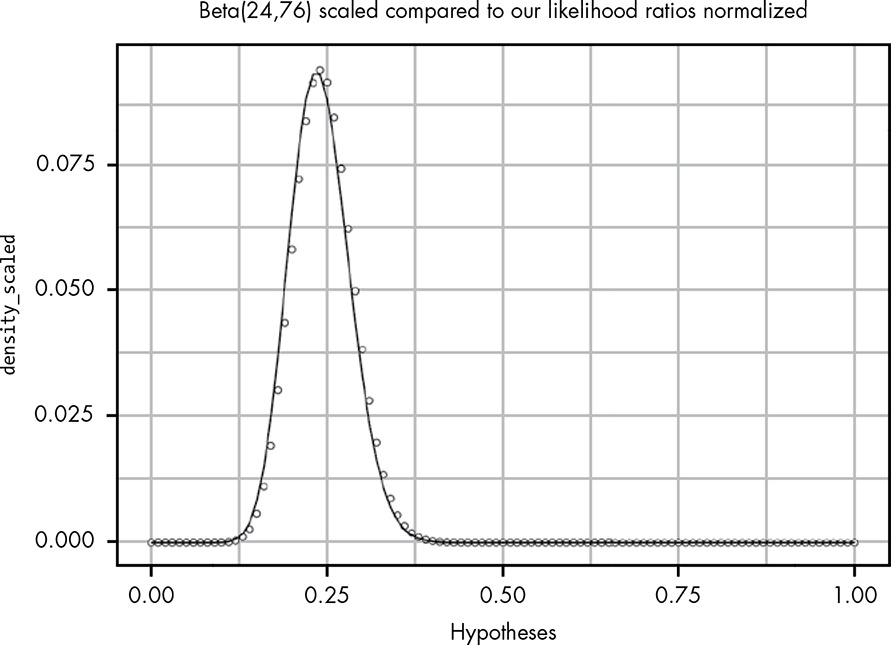 Beta(24,76) scaled compared to our likelihood ratios normalized
density_scaled
0.075
0.050
0.025
0.000
0.00 0.25 0.50 0.75 1.00
Hypotheses